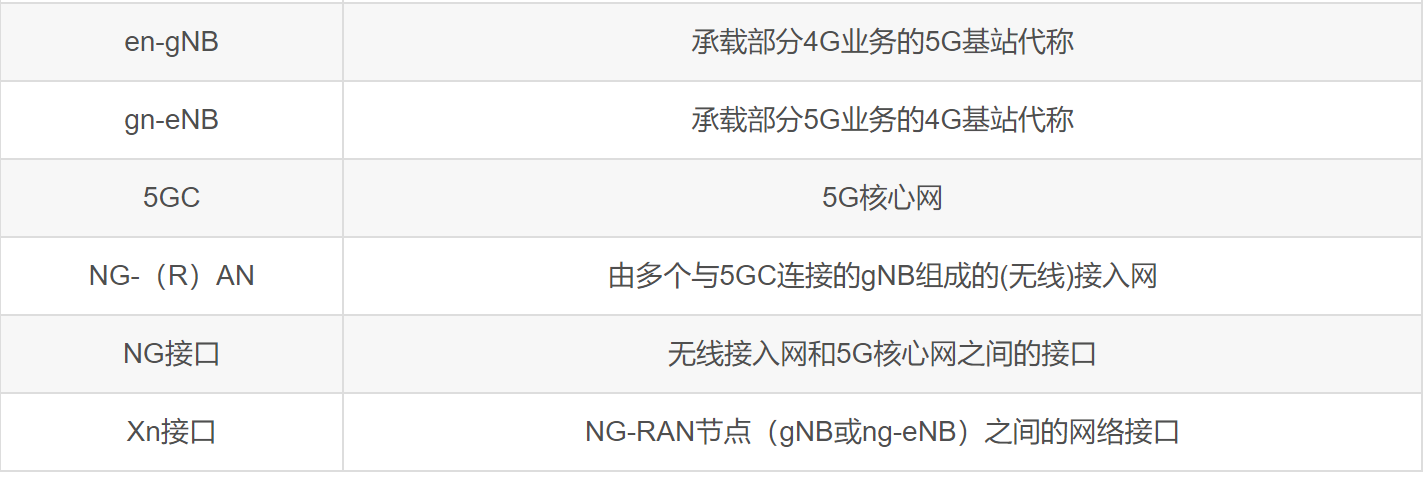 en-gNB 承载部分4G业务的5G基站代称
gn-eNB 承载部分5G业务的4G基站代称
5GC 5G核心网
NG-（R）AN 由多个与5GC连接的gNB组成的(无线)接入网
NG接口 无线接入网和5G核心网之间的接口
Xn接口 NG-RAN节点（gNB或ng-eNB）之间的网络接口